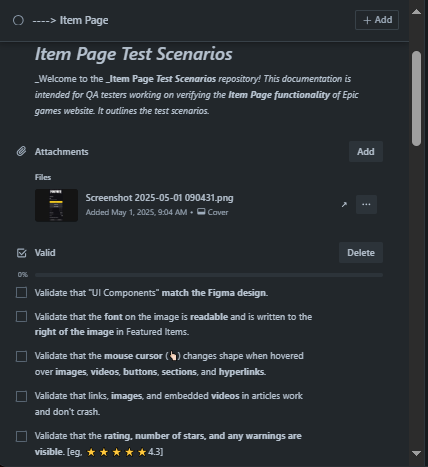 ----> Item Page
+ Add
Item Page Test Scenarios
_Welcome to the _Item Page Test Scenarios repository! This documentation is
intended for QA testers working on verifying the Item Page functionality of Epic
games website. It outlines the test scenarios.
Attachments
Add
Files
Screenshot 2025-05-01 090431.png
Added May 1, 2025, 9:04 AM • Cover
Valid
Delete
0%
Validate that "UI Components" match the Figma design.
Validate that the font on the image is readable and is written to the
right of the image in Featured Items.
Validate that the mouse cursor (👆🏻) changes shape when hovered
over images, videos, buttons, sections, and hyperlinks.
Validate that links, images, and embedded videos in articles work
and don't crash.
Validate that the rating, number of stars, and any warnings are
visible. [eg, ⭐⭐⭐⭐⭐4.3]